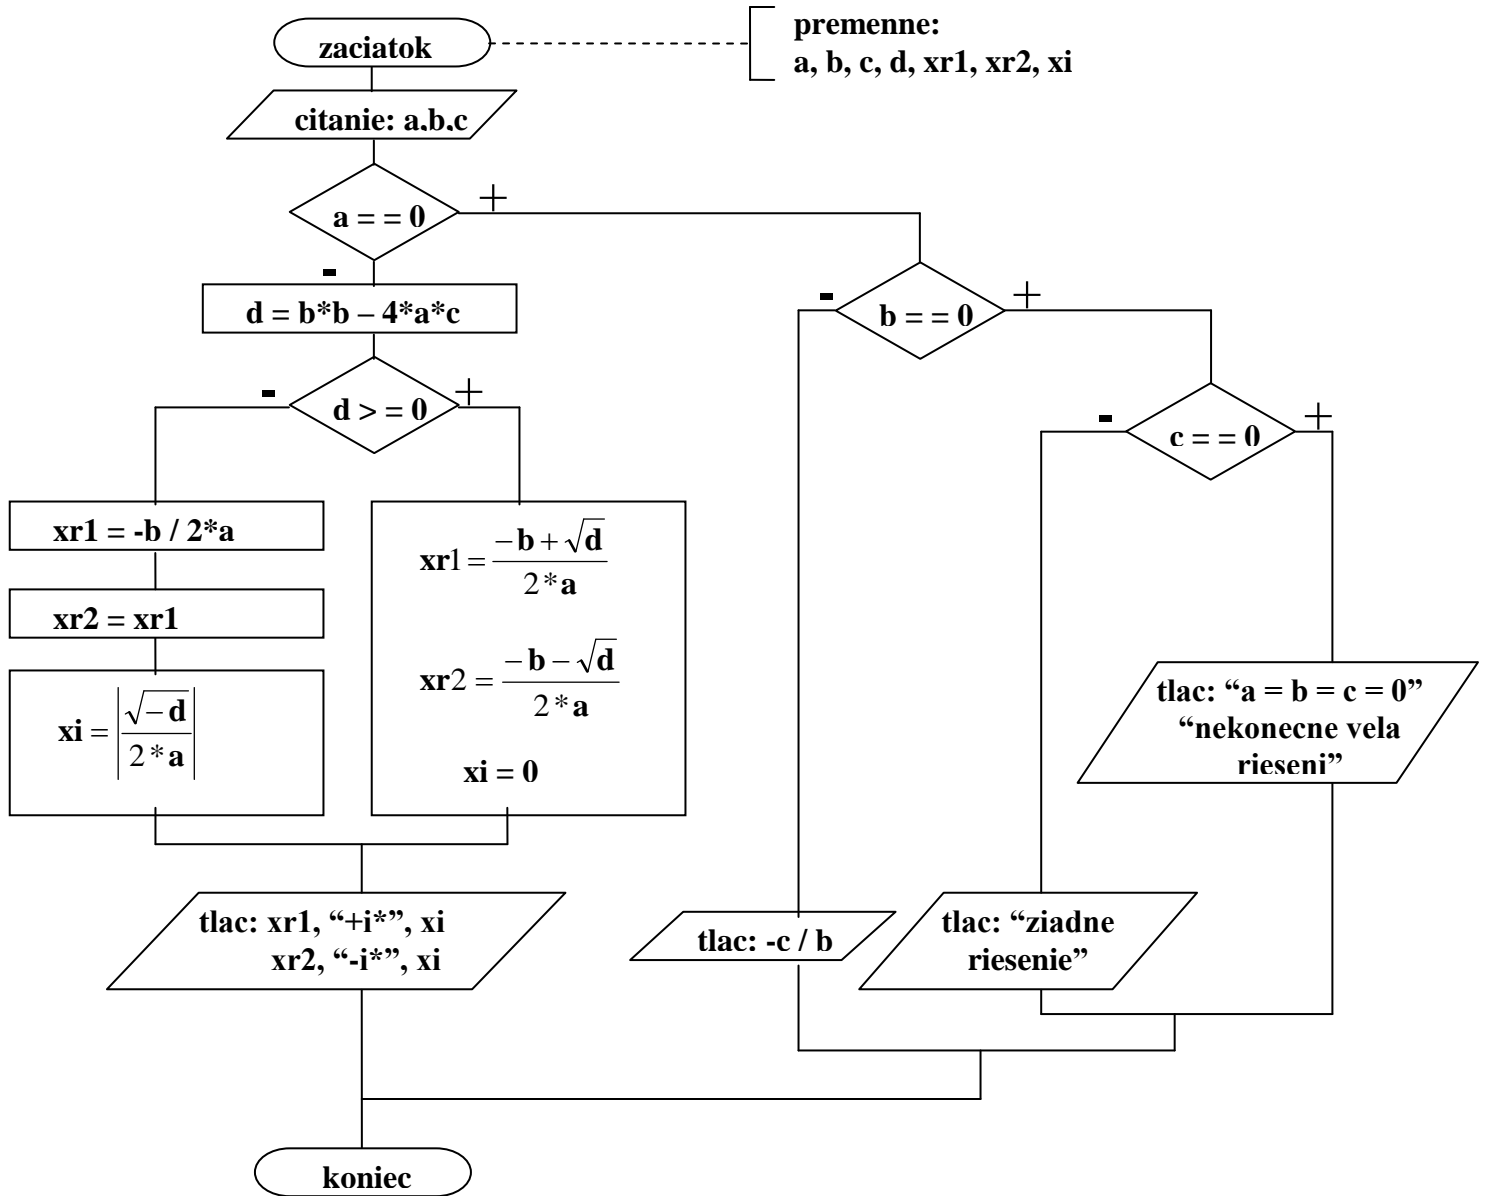 zaciatok
premenne:
a, b, c, d, xr1, xr2, xi
citanie: a,b,c
a = = 0
+
-
d = b*b – 4*a*c
b = = 0
-
+
d > = 0
-
+
c = = 0
-
+
xr1 = -b / 2*a
xr2 = xr1
xi = |√-d / 2*a|
xr1 = (-b + √d) / 2*a
xr2 = (-b - √d) / 2*a
xi = 0
tlac: “a = b = c = 0”
“nekonecne vela
rieseni”
tlac: xr1, “+i*”, xi
xr2, “-i*”, xi
tlac: -c / b
tlac: “ziadne
riesenie”
koniec